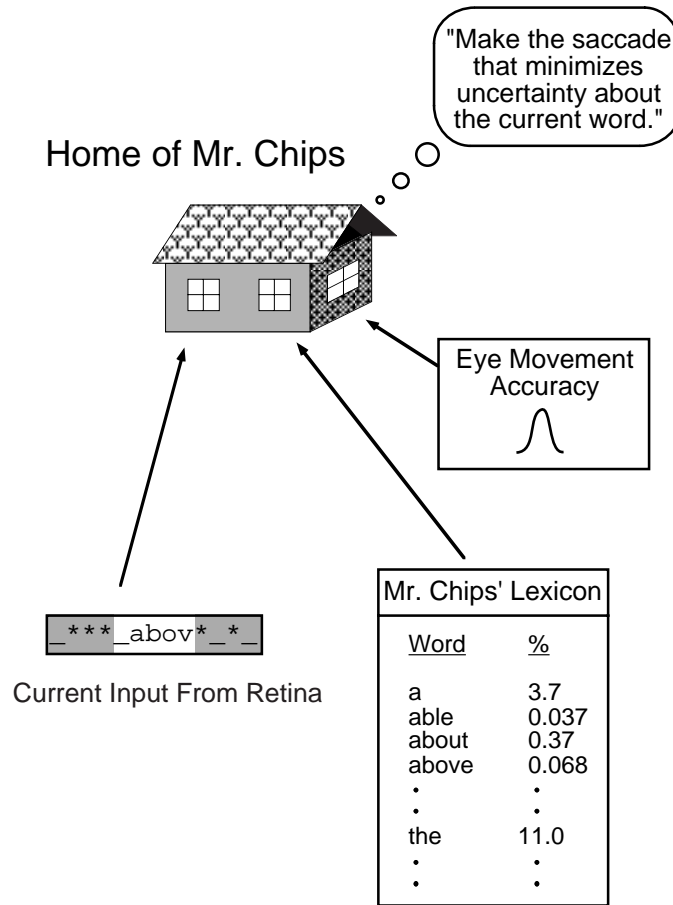 "Make the saccade
that minimizes
uncertainty about
the current word."
Home of Mr. Chips
Eye Movement
Accuracy
_***_abov*_*_
Current Input From Retina
Mr. Chips' Lexicon
Word %
a 3.7
able 0.037
about 0.37
above 0.068
the 11.0